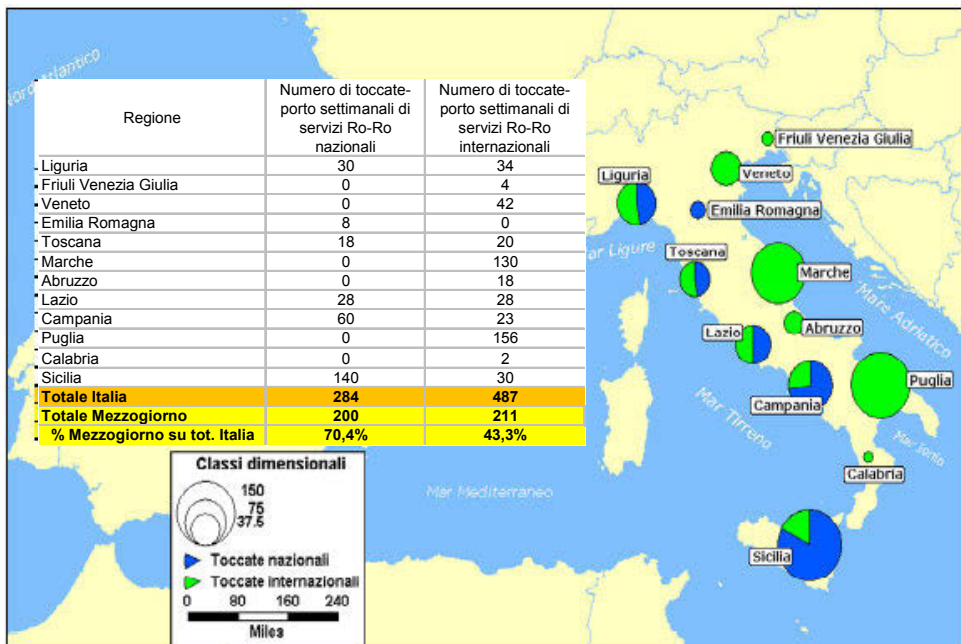 Nord Atlantico
Regione
Numero di toccate-
porto settimanali di
servizi Ro-Ro
nazionali
Numero di toccate-
porto settimanali di
servizi Ro-Ro
internazionali
Liguria 30 34
Friuli Venezia Giulia 0 4
Veneto 0 42
Emilia Romagna 8 0
Toscana 18 20
Marche 0 130
Abruzzo 0 18
Lazio 28 28
Campania 60 23
Puglia 0 156
Calabria 0 2
Sicilia 140 30
Totale Italia 284 487
Totale Mezzogiorno 200 211
% Mezzogiorno su tot. Italia 70,4% 43,3%
Friuli Venezia Giulia
Veneto
Liguria
Emilia Romagna
Mar Ligure
Toscana
Marche
Mare Adriatico
Abruzzo
Lazio
Puglia
Campania
Mar Tirreno
Mar Ionio
Calabria
Mar Mediterraneo
Sicilia
Classi dimensionali
150
75
37.5
Toccate nazionali
Toccate internazionali
0 80 160 240
Miles